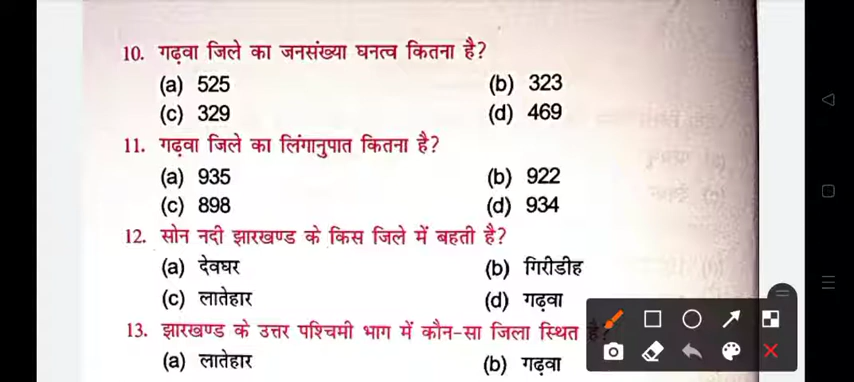 10. गढ़वा जिले का जनसंख्या घनत्व कितना है?
(a) 525 (b) 323
(c) 329 (d) 469
11. गढ़वा जिले का लिंगानुपात कितना है?
(a) 935 (b) 922
(c) 898 (d) 934
12. सोन नदी झारखण्ड के किस जिले में बहती है?
(a) देवघर (b) गिरीडीह
(c) लातेहार (d) गढ़वा
13. झारखण्ड के उत्तर पश्चिमी भाग में कौन-सा जिला स्थित है?
(a) लातेहार (b) गढ़वा